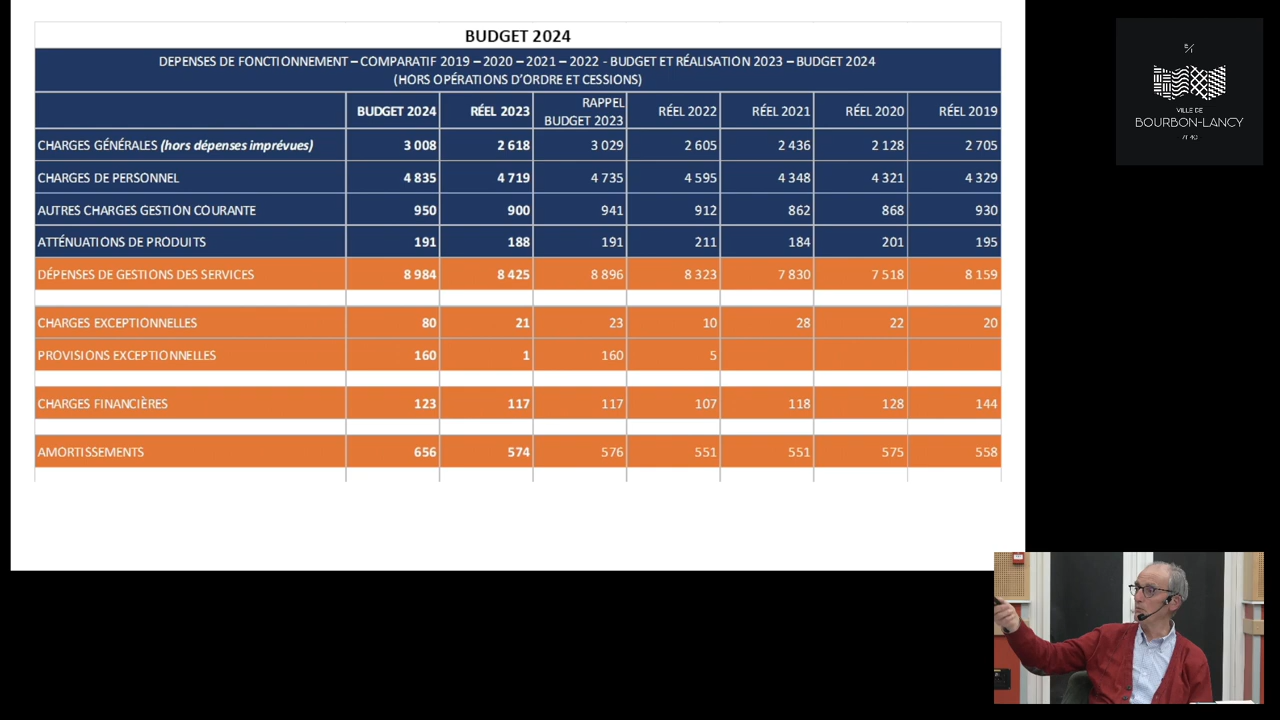 BUDGET 2024
DEPENSES DE FONCTIONNEMENT – COMPARATIF 2019 – 2020 – 2021 – 2022 - BUDGET ET RÉALISATION 2023 – BUDGET 2024
(HORS OPÉRATIONS D'ORDRE ET CESSIONS)
BUDGET 2024 RÉEL 2023 RAPPEL BUDGET 2023 RÉEL 2022 RÉEL 2021 RÉEL 2020 RÉEL 2019
CHARGES GÉNÉRALES (hors dépenses imprévues) 3 008 2 618 3 029 2 605 2 436 2 128 2 705
CHARGES DE PERSONNEL 4 835 4 719 4 735 4 595 4 348 4 321 4 329
AUTRES CHARGES GESTION COURANTE 950 900 941 912 862 868 930
ATTÉNUATIONS DE PRODUITS 191 188 191 211 184 201 195
DÉPENSES DE GESTIONS DES SERVICES 8 984 8 425 8 896 8 323 7 830 7 518 8 159
CHARGES EXCEPTIONNELLES 80 21 23 10 28 22 20
PROVISIONS EXCEPTIONNELLES 160 1 160 5
CHARGES FINANCIÈRES 123 117 117 107 118 128 144
AMORTISSEMENTS 656 574 576 551 551 575 558
VILLE DE
BOURBON-LANCY